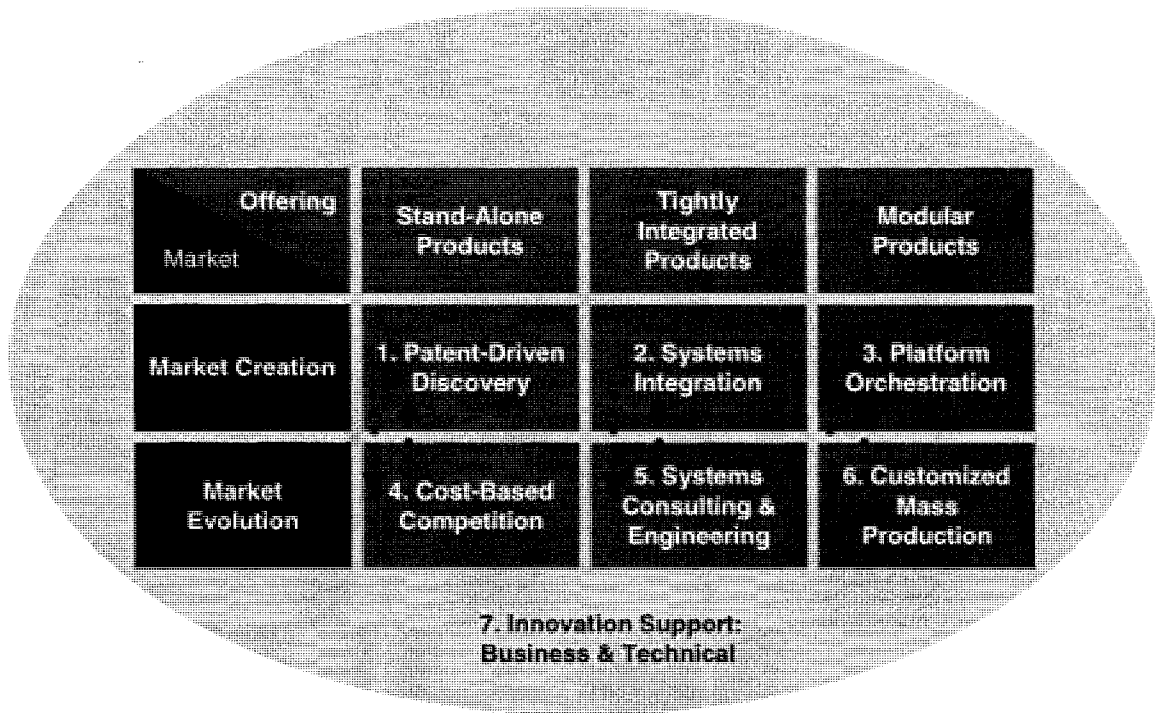 Offering
Market
Stand-Alone
Products
Tightly
Integrated
Products
Modular
Products
Market Creation
1. Patent-Driven
Discovery
2. Systems
Integration
3. Platform
Orchestration
Market
Evolution
4. Cost-Based
Competition
5. Systems
Consulting &
Engineering
6. Customized
Mass
Production
7. Innovation Support:
Business & Technical